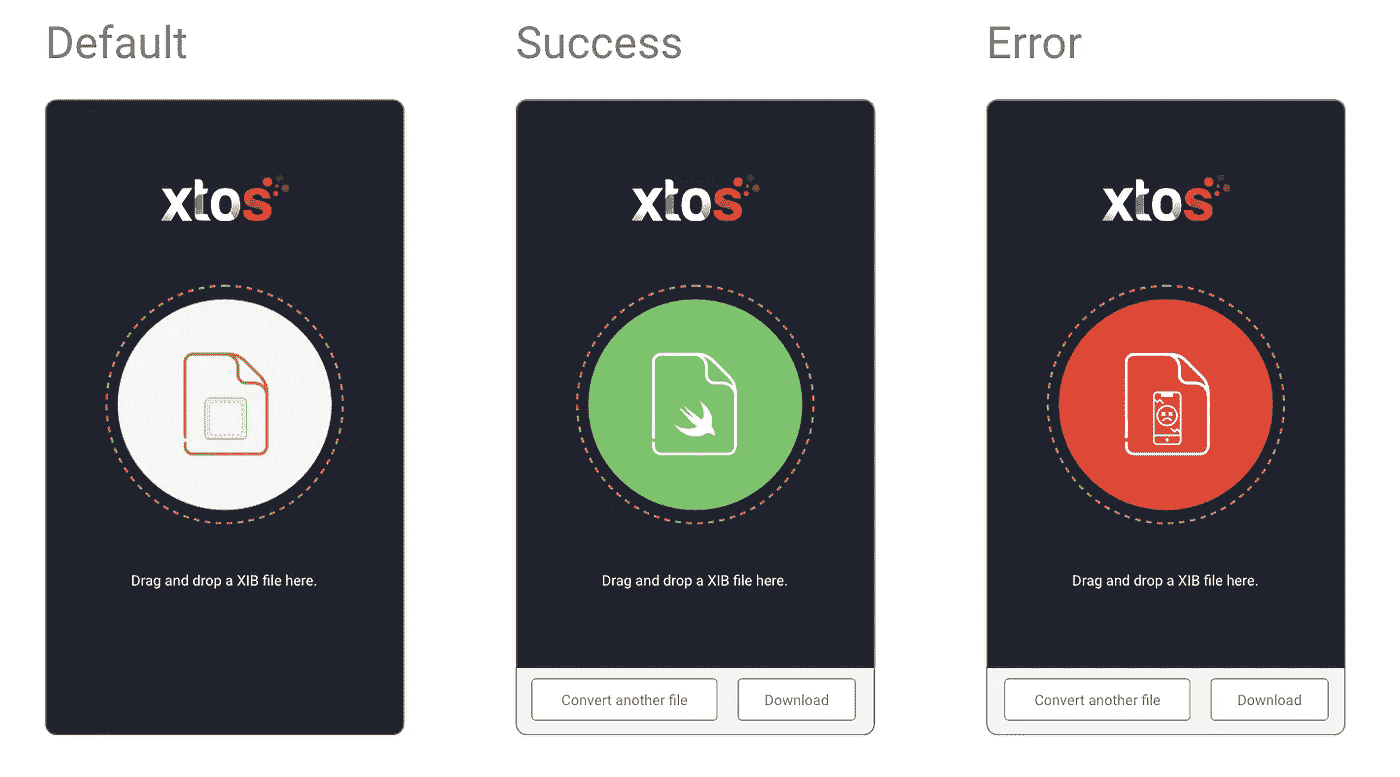 Default
Success
Error
xtos
xtos
xtos
Drag and drop a XIB file here.
Drag and drop a XIB file here.
Drag and drop a XIB file here.
Convert another file
Download
Convert another file
Download